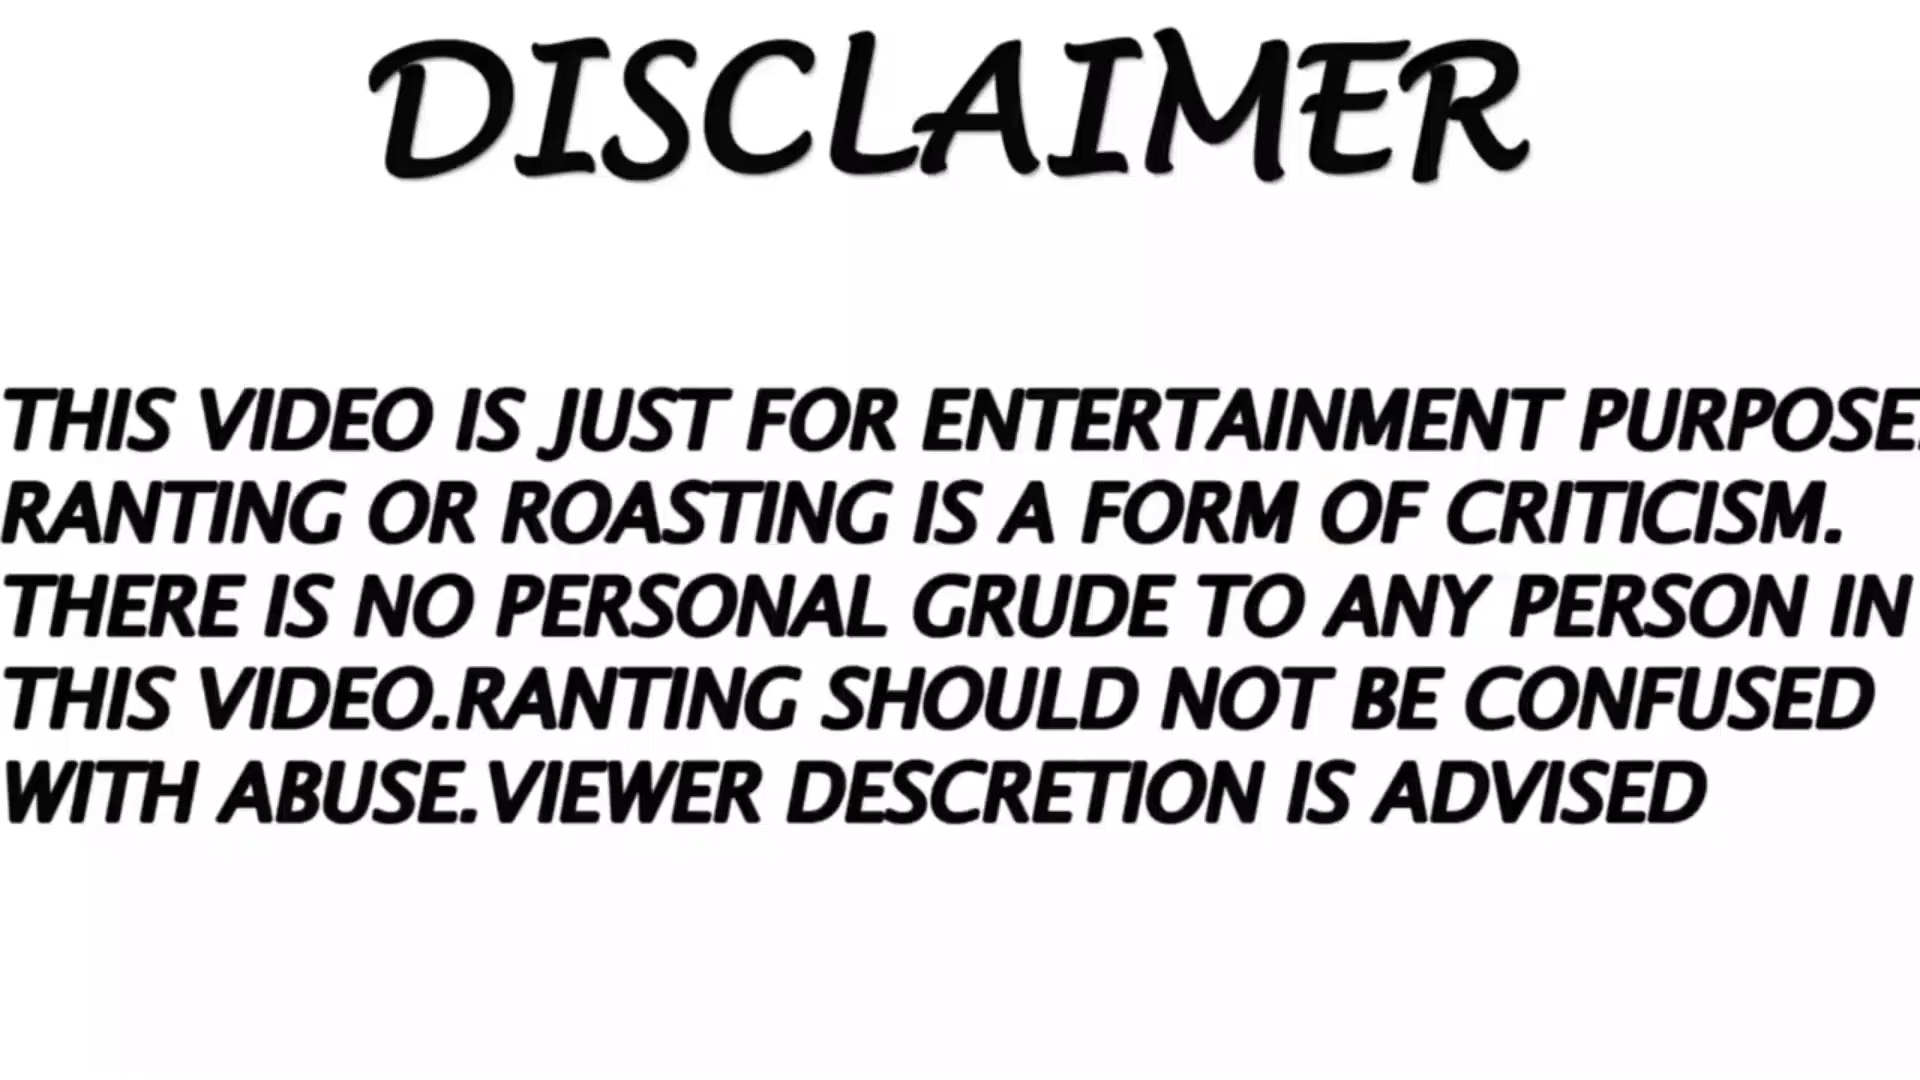 DISCLAIMER
THIS VIDEO IS JUST FOR ENTERTAINMENT PURPOSE.
RANTING OR ROASTING IS A FORM OF CRITICISM.
THERE IS NO PERSONAL GRUDE TO ANY PERSON IN
THIS VIDEO.RANTING SHOULD NOT BE CONFUSED
WITH ABUSE.VIEWER DESCRETION IS ADVISED